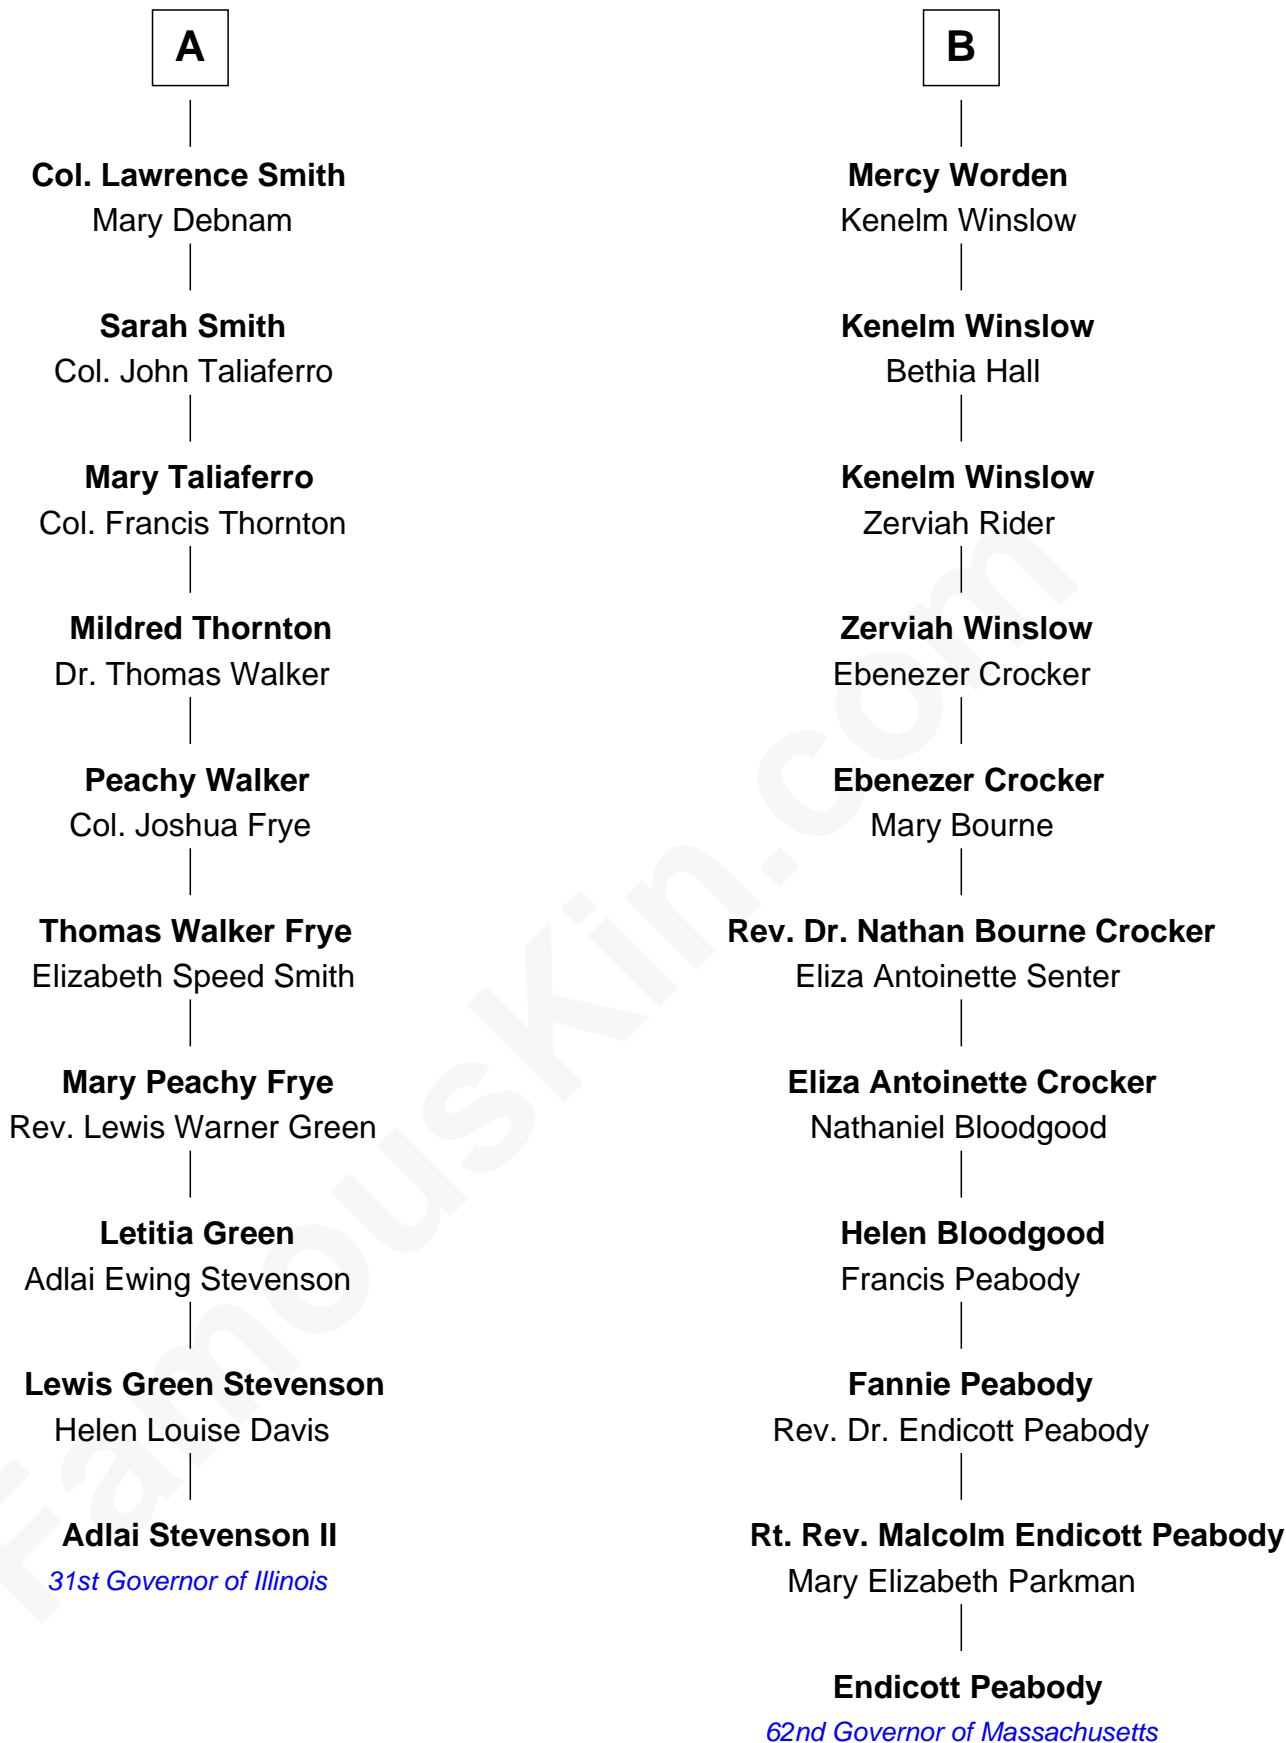 A
Col. Lawrence Smith
Mary Debnam
Sarah Smith
Col. John Taliaferro
Mary Taliaferro
Col. Francis Thornton
Mildred Thornton
Dr. Thomas Walker
Peachy Walker
Col. Joshua Frye
Thomas Walker Frye
Elizabeth Speed Smith
Mary Peachy Frye
Rev. Lewis Warner Green
Letitia Green
Adlai Ewing Stevenson
Lewis Green Stevenson
Helen Louise Davis
Adlai Stevenson II
31st Governor of Illinois
B
Mercy Worden
Kenelm Winslow
Kenelm Winslow
Bethia Hall
Kenelm Winslow
Zerviah Rider
Zerviah Winslow
Ebenezer Crocker
Ebenezer Crocker
Mary Bourne
Rev. Dr. Nathan Bourne Crocker
Eliza Antoinette Senter
Eliza Antoinette Crocker
Nathaniel Bloodgood
Helen Bloodgood
Francis Peabody
Fannie Peabody
Rev. Dr. Endicott Peabody
Rt. Rev. Malcolm Endicott Peabody
Mary Elizabeth Parkman
Endicott Peabody
62nd Governor of Massachusetts
FamousKin.com